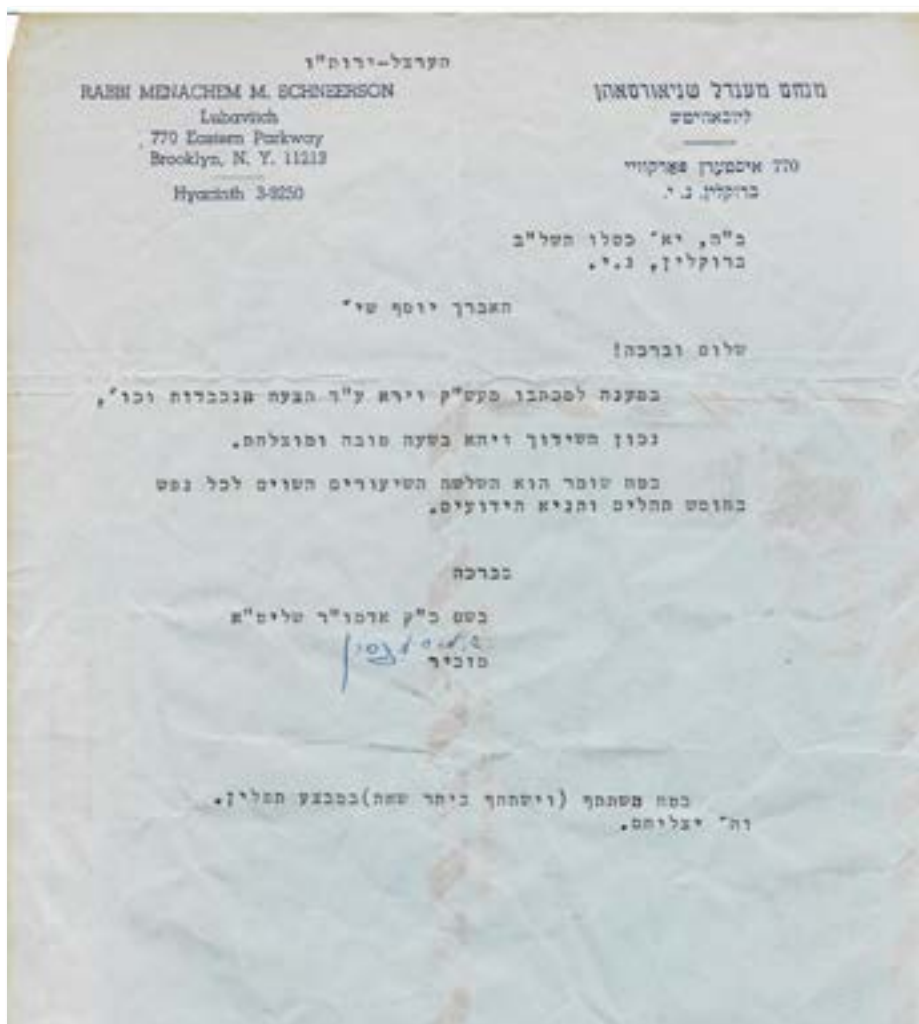 הערצל-ירות"ו
RABBI MENACHEM M. SCHNEERSON
Lubavitch
770 Eastern Parkway
Brooklyn, N. Y. 11213
Hyacinth 3-9250
מנחם מענדל שניאורסאהן
ליובאוויטש
770 איסטערן פארקוויי
ברוקלין, נ. י.
ב"ה, יא' כסלו השל"ב
ברוקלין, נ.י.
האברך יוסף שי'
שלום וברכה!
במענה למכתבו מעש"ק וירא ע"ד הצעה מנכבדות וכו',
נכון השידוך ויהא בשעה טובה ומוצלחת.
בטח שומר הוא השלשה השיעורים השוים לכל נפש
בחומש תהלים ותניא הידועים.
בברכה
בשם כ"ק אדמו"ר שליט"א
מזכיר
בטח משתתף (וישתתף ביתר שאת) במבצע תפלין.
וה' יצליחם.